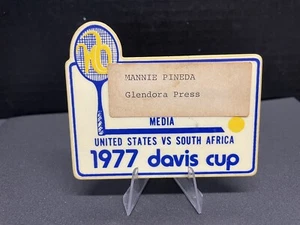 MANNIE PINEDA
Glendora Press
MEDIA
UNITED STATES VS SOUTH AFRICA
1977 davis cup